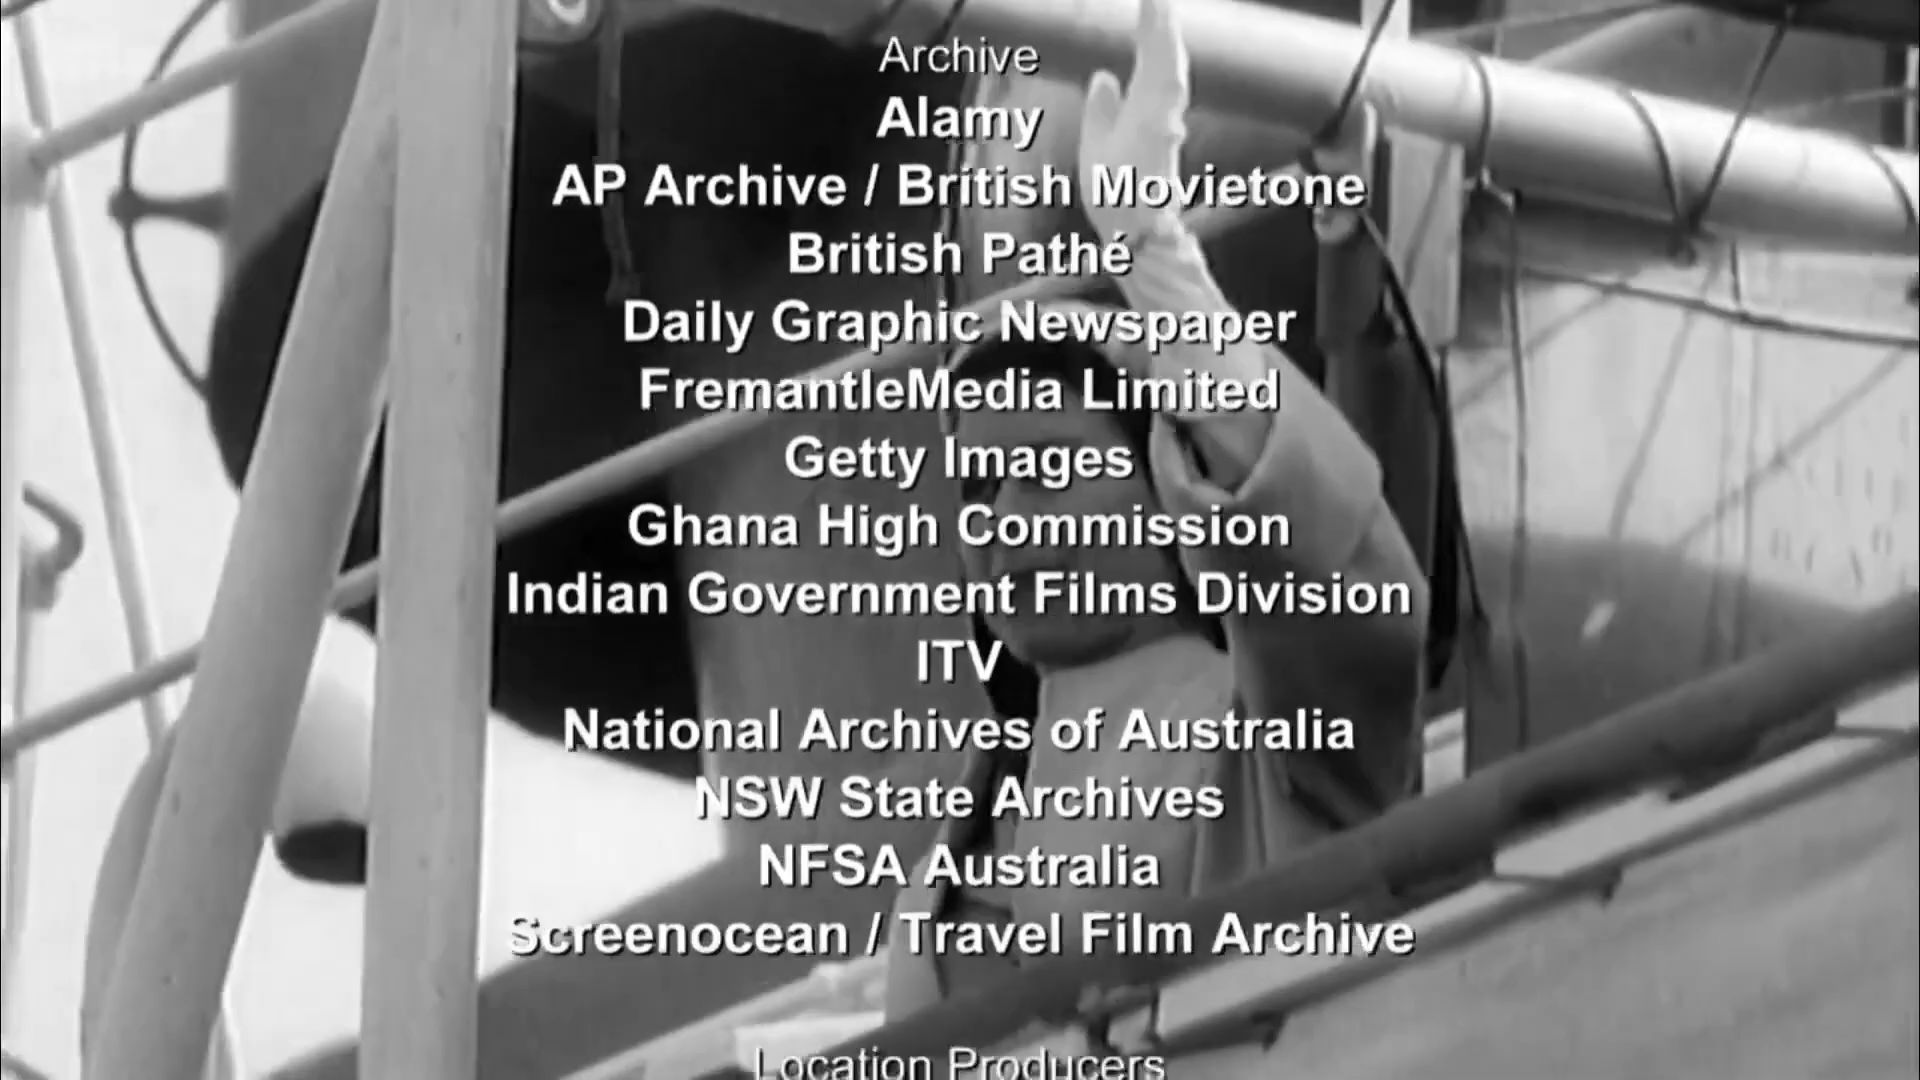 Archive
Alamy
AP Archive / British Movietone
British Pathé
Daily Graphic Newspaper
FremantleMedia Limited
Getty Images
Ghana High Commission
Indian Government Films Division
ITV
National Archives of Australia
NSW State Archives
NFSA Australia
Screenocean / Travel Film Archive
Location Producers